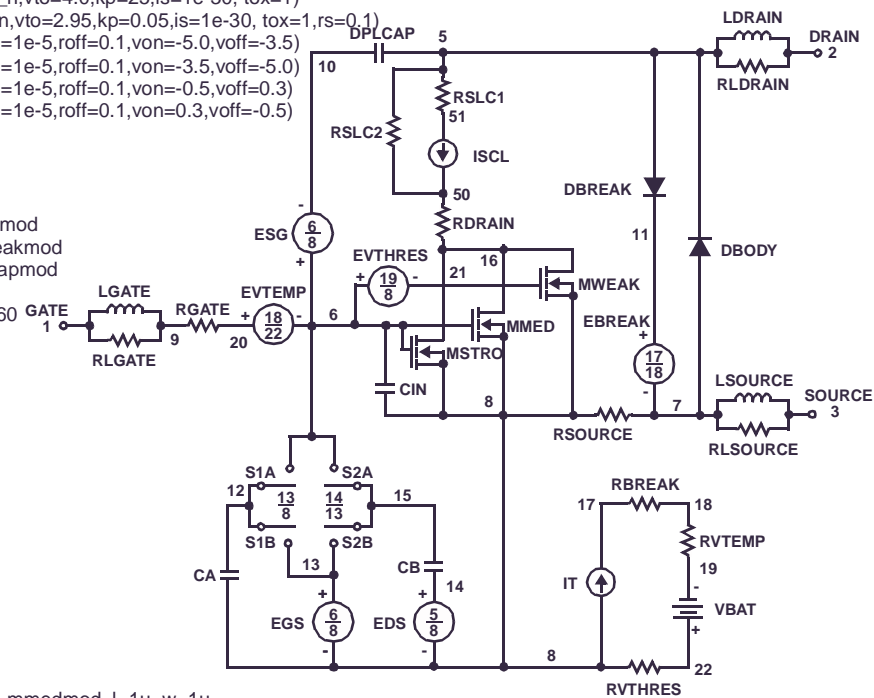 _n,vto=4.0,kp=25,is=1e-30, tox=1)
n,vto=2.95,kp=0.05,is=1e-30, tox=1,rs=0.1)
=1e-5,roff=0.1,von=-5.0,voff=-3.5)
=1e-5,roff=0.1,von=-3.5,voff=-5.0)
=1e-5,roff=0.1,von=-0.5,voff=0.3)
=1e-5,roff=0.1,von=0.3,voff=-0.5)
DPLCAP
5
10
LDRAIN
DRAIN
2
RLDRAIN
RSLC1
51
RSLC2
ISCL
50
RDRAIN
DBREAK
11
DBODY
mod
eakmod
apmod
60
ESG
-
6
8
+
EVTHRES
+
19
8
-
21
16
MWEAK
GATE
1
LGATE
RLGATE
9
RGATE
20
EVTEMP
+
18
22
-
6
MMED
MSTRO
CIN
8
EBREAK
+
17
18
-
7
RSOURCE
LSOURCE
SOURCE
3
RLSOURCE
S1A
S2A
12
13
8
14
13
15
S1B
S2B
13
CA
CB
14
EGS
+
6
8
-
EDS
+
5
8
-
8
17
RBREAK
18
RVTEMP
19
IT
-
VBAT
+
22
RVTHRES